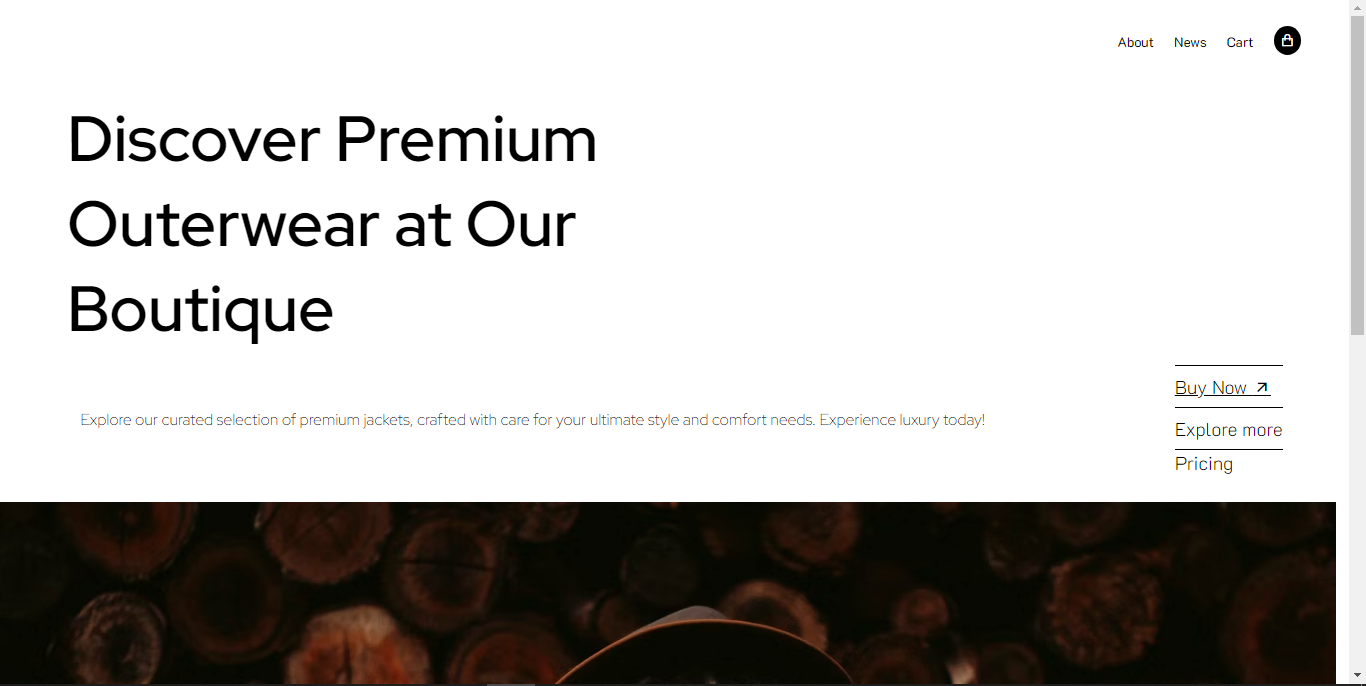 About News Cart
Discover Premium
Outerwear at Our
Boutique
Explore our curated selection of premium jackets, crafted with care for your ultimate style and comfort needs. Experience luxury today!
Buy Now
Explore more
Pricing